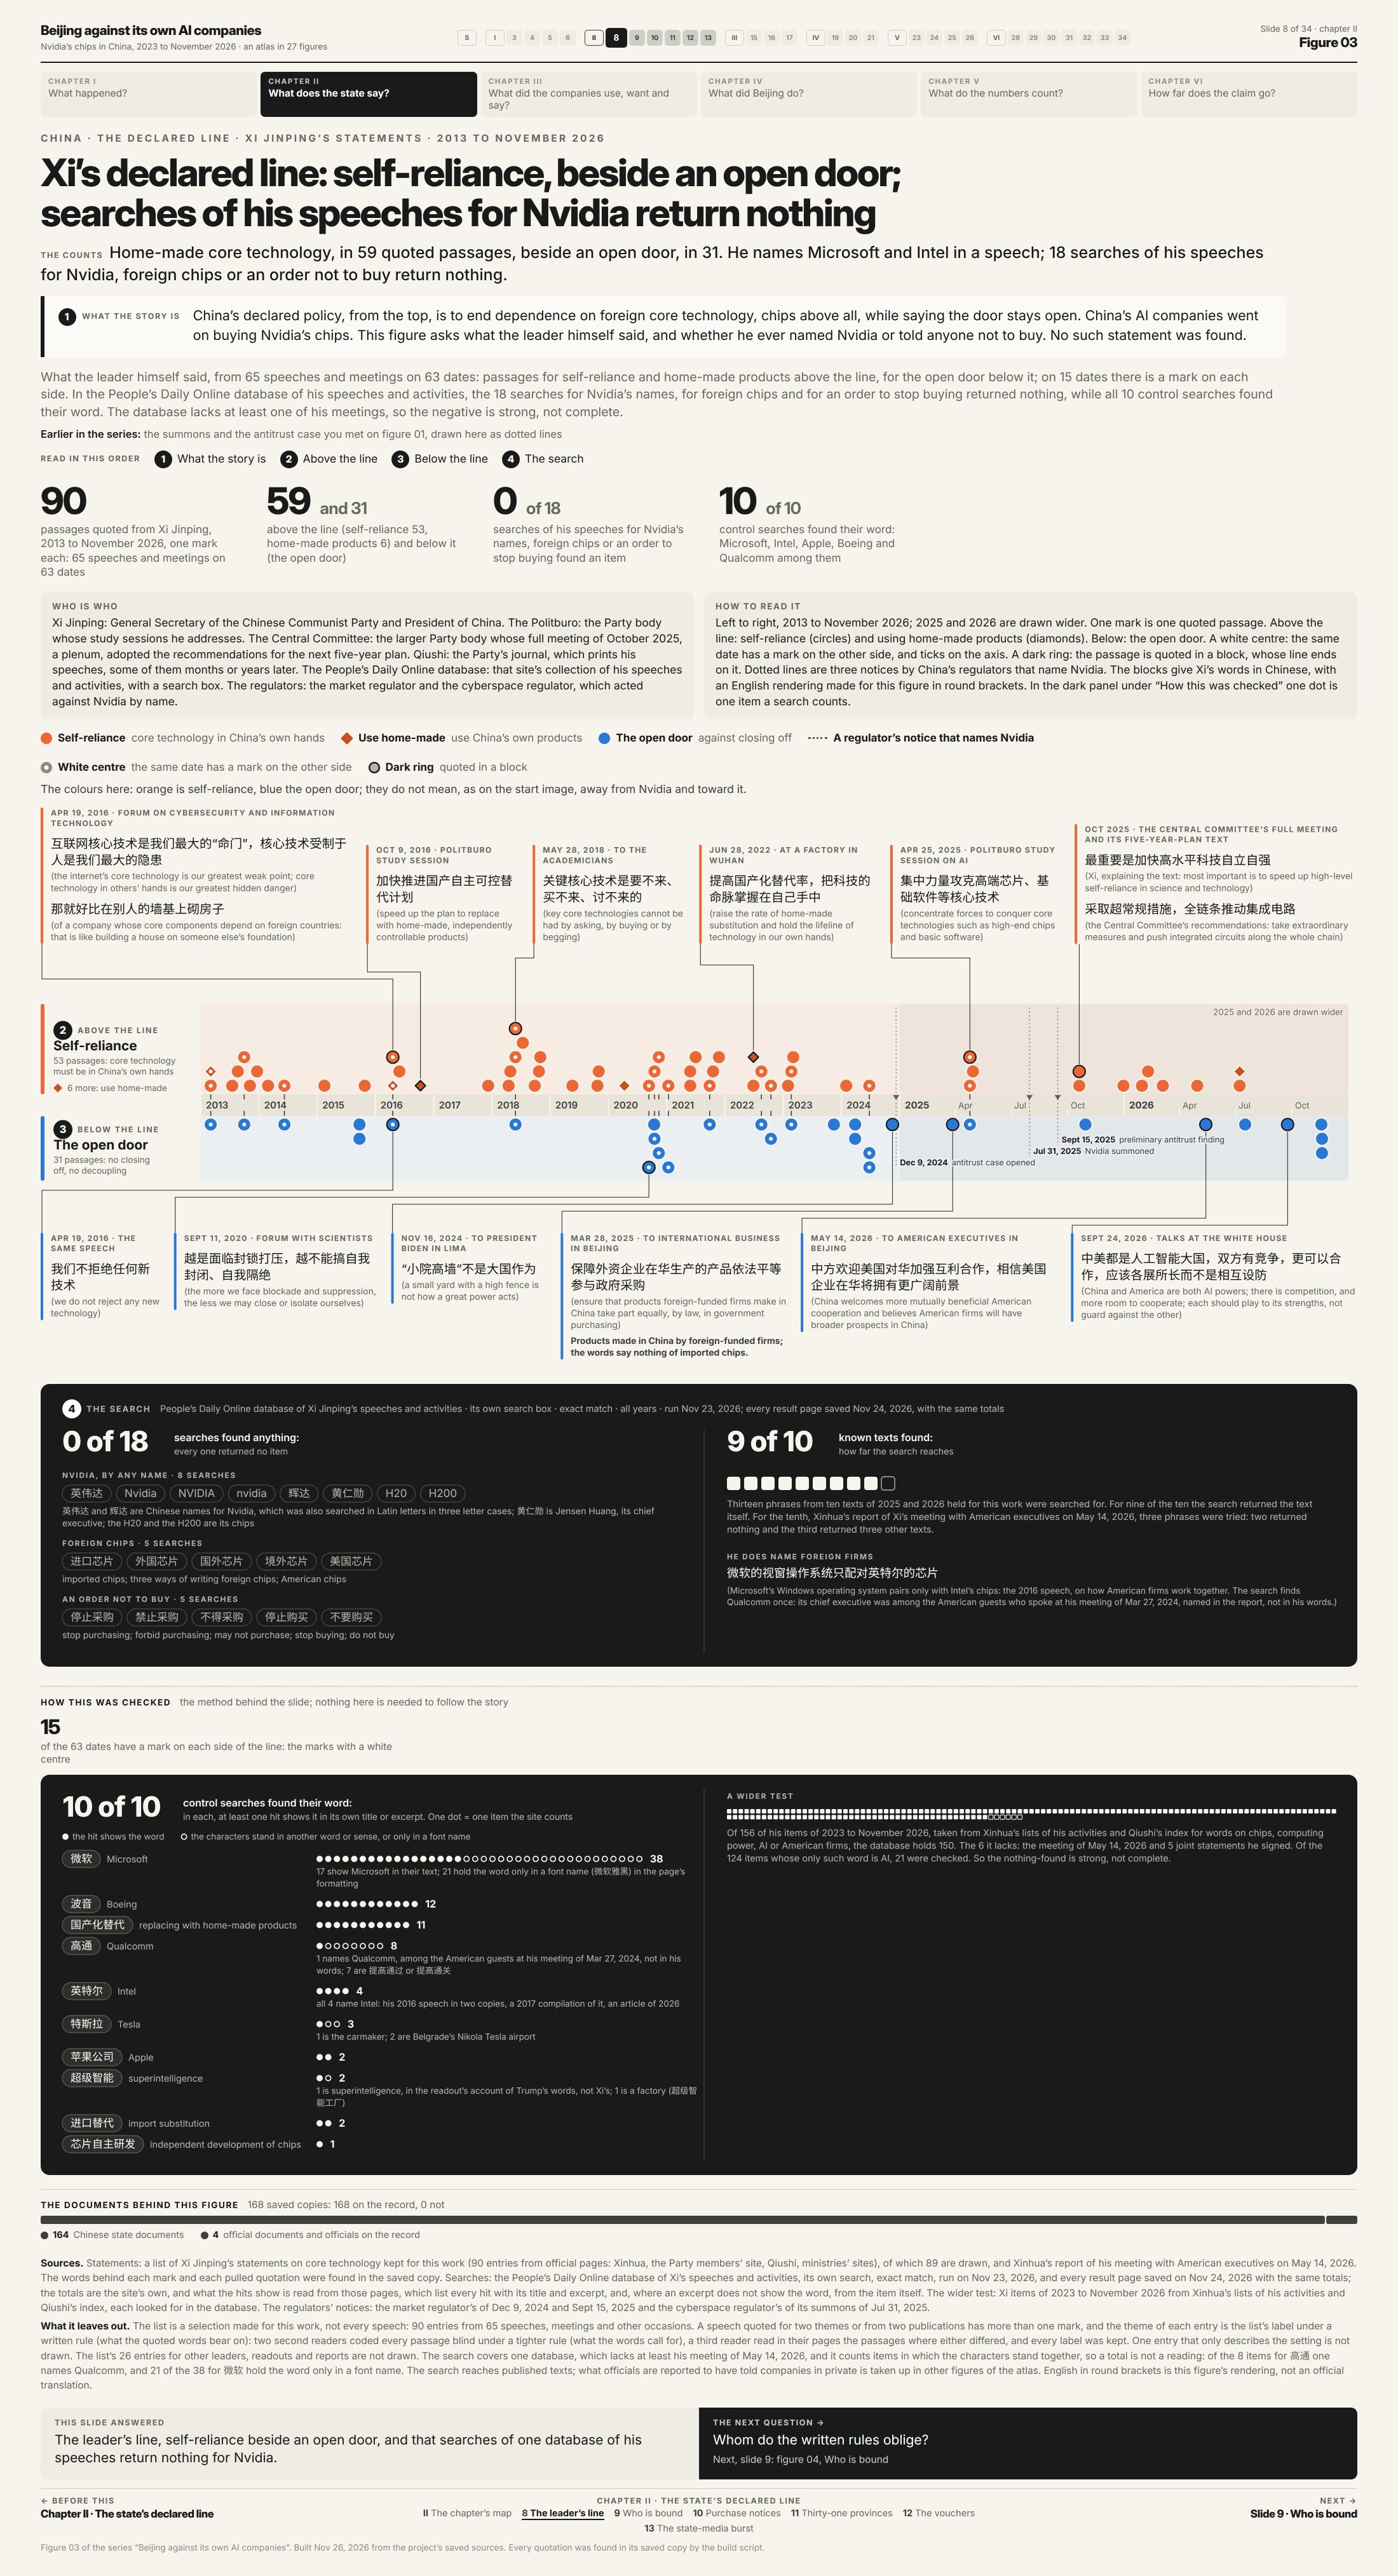 Beijing against its own AI companies
Nvidia's chips in China, 2023 to November 2026 · an atlas in 27 figures
S I 3 4 5 6 II 8 9 10 11 12 13 III 15 16 17 IV 19 20 21 V 23 24 25 26 VI 28 29 30 31 32 33 34
Slide 8 of 34 · chapter II
Figure 03
CHAPTER I
What happened?
CHAPTER II
What does the state say?
CHAPTER III
What did the companies use, want and
say?
CHAPTER IV
What did Beijing do?
CHAPTER V
What do the numbers count?
CHAPTER VI
How far does the claim go?
CHINA · THE DECLARED LINE · XI JINPING'S STATEMENTS · 2013 TO NOVEMBER 2026
Xi's declared line: self-reliance, beside an open door;
searches of his speeches for Nvidia return nothing
THE COUNTS Home-made core technology, in 59 quoted passages, beside an open door, in 31. He names Microsoft and Intel in a speech; 18 searches of his speeches
for Nvidia, foreign chips or an order not to buy return nothing.
1 WHAT THE STORY IS
China's declared policy, from the top, is to end dependence on foreign core technology, chips above all, while saying the door stays open. China's AI companies went
on buying Nvidia's chips. This figure asks what the leader himself said, and whether he ever named Nvidia or told anyone not to buy. No such statement was found.
What the leader himself said, from 65 speeches and meetings on 63 dates: passages for self-reliance and home-made products above the line, for the open door below it; on 15 dates there is a mark on each
side. In the People's Daily Online database of his speeches and activities, the 18 searches for Nvidia's names, for foreign chips and for an order to stop buying returned nothing, while all 10 control searches found
their word. The database lacks at least one of his meetings, so the negative is strong, not complete.
Earlier in the series: the summons and the antitrust case you met on figure 01, drawn here as dotted lines
READ IN THIS ORDER 1 What the story is 2 Above the line 3 Below the line 4 The search
90
passages quoted from Xi Jinping,
2013 to November 2026, one mark
each: 65 speeches and meetings on
63 dates
59 and 31
above the line (self-reliance 53,
home-made products 6) and below it
(the open door)
0 of 18
searches of his speeches for Nvidia's
names, foreign chips or an order to
stop buying found an item
10 of 10
control searches found their word:
Microsoft, Intel, Apple, Boeing and
Qualcomm among them
WHO IS WHO
Xi Jinping: General Secretary of the Chinese Communist Party and President of China. The Politburo: the Party body
whose study sessions he addresses. The Central Committee: the larger Party body whose full meeting of October 2025,
a plenum, adopted the recommendations for the next five-year plan. Qiushi: the Party's journal, which prints his
speeches, some of them months or years later. The People's Daily Online database: that site's collection of his speeches
and activities, with a search box. The regulators: the market regulator and the cyberspace regulator, which acted
against Nvidia by name.
HOW TO READ IT
Left to right, 2013 to November 2026; 2025 and 2026 are drawn wider. One mark is one quoted passage. Above the
line: self-reliance (circles) and using home-made products (diamonds). Below: the open door. A white centre: the same
date has a mark on the other side, and ticks on the axis. A dark ring: the passage is quoted in a block, whose line ends
on it. Dotted lines are three notices by China's regulators that name Nvidia. The blocks give Xi's words in Chinese, with
an English rendering made for this figure in round brackets. In the dark panel under "How this was checked" one dot is
one item a search counts.
Self-reliance core technology in China's own hands Use home-made use China's own products The open door against closing off A regulator's notice that names Nvidia
White centre the same date has a mark on the other side Dark ring quoted in a block
The colours here: orange is self-reliance, blue the open door; they do not mean, as on the start image, away from Nvidia and toward it.
APR 19, 2016 · FORUM ON CYBERSECURITY AND INFORMATION
TECHNOLOGY
互联网核心技术是我们最大的“命门”，核心技术受制于
人是我们最大的隐患
(the internet's core technology is our greatest weak point; core
technology in others' hands is our greatest hidden danger)
那就好比在别人的墙基上砌房子
(of a company whose core components depend on foreign countries:
that is like building a house on someone else's foundation)
OCT 9, 2016 · POLITBURO
STUDY SESSION
加快推进国产自主可控替
代计划
(speed up the plan to replace
with home-made, independently
controllable products)
MAY 28, 2018 · TO THE
ACADEMICIANS
关键核心技术是要不来、
买不来、讨不来的
(key core technologies cannot be
had by asking, by buying or by
begging)
JUN 28, 2022 · AT A FACTORY IN
WUHAN
提高国产化替代率，把科技的
命脉掌握在自己手中
(raise the rate of home-made
substitution and hold the lifeline of
technology in our own hands)
APR 25, 2025 · POLITBURO STUDY
SESSION ON AI
集中力量攻克高端芯片、基
础软件等核心技术
(concentrate forces to conquer core
technologies such as high-end chips
and basic software)
OCT 2025 · THE CENTRAL COMMITTEE'S FULL MEETING
AND ITS FIVE-YEAR-PLAN TEXT
最重要是加快高水平科技自立自强
(Xi, explaining the text: most important is to speed up high-level
self-reliance in science and technology)
采取超常规措施，全链条推动集成电路
(the Central Committee's recommendations: take extraordinary
measures and push integrated circuits along the whole chain)
2025 and 2026 are drawn wider
2 ABOVE THE LINE
Self-reliance
53 passages: core technology
must be in China's own hands
6 more: use home-made
2013 2014 2015 2016 2017 2018 2019 2020 2021 2022 2023 2024 2025 Apr Jul Oct 2026 Apr Jul Oct
3 BELOW THE LINE
The open door
31 passages: no closing
off, no decoupling
Sept 15, 2025 preliminary antitrust finding
Jul 31, 2025 Nvidia summoned
Dec 9, 2024 antitrust case opened
APR 19, 2016 · THE
SAME SPEECH
我们不拒绝任何新
技术
(we do not reject any new
technology)
SEPT 11, 2020 · FORUM WITH SCIENTISTS
越是面临封锁打压，越不能搞自我
封闭、自我隔绝
(the more we face blockade and suppression,
the less we may close or isolate ourselves)
NOV 16, 2024 · TO PRESIDENT
BIDEN IN LIMA
“小院高墙”不是大国作为
(a small yard with a high fence is
not how a great power acts)
MAR 28, 2025 · TO INTERNATIONAL BUSINESS
IN BEIJING
保障外资企业在华生产的产品依法平等
参与政府采购
(ensure that products foreign-funded firms make in
China take part equally, by law, in government
purchasing)
Products made in China by foreign-funded firms;
the words say nothing of imported chips.
MAY 14, 2026 · TO AMERICAN EXECUTIVES IN
BEIJING
中方欢迎美国对华加强互利合作，相信美国
企业在华将拥有更广阔前景
(China welcomes more mutually beneficial American
cooperation and believes American firms will have
broader prospects in China)
SEPT 24, 2026 · TALKS AT THE WHITE HOUSE
中美都是人工智能大国，双方有竞争，更可以合
作，应该各展所长而不是相互设防
(China and America are both AI powers; there is competition, and
more room to cooperate; each should play to its strengths, not
guard against the other)
4 THE SEARCH People's Daily Online database of Xi Jinping's speeches and activities · its own search box · exact match · all years · run Nov 23, 2026; every result page saved Nov 24, 2026, with the same totals
0 of 18 searches found anything:
every one returned no item
NVIDIA, BY ANY NAME · 8 SEARCHES
英伟达 Nvidia NVIDIA nvidia 辉达 黄仁勋 H20 H200
英伟达 and 辉达 are Chinese names for Nvidia, which was also searched in Latin letters in three letter cases; 黄仁勋 is Jensen Huang, its chief
executive; the H20 and the H200 are its chips
FOREIGN CHIPS · 5 SEARCHES
进口芯片 外国芯片 国外芯片 境外芯片 美国芯片
imported chips; three ways of writing foreign chips; American chips
AN ORDER NOT TO BUY · 5 SEARCHES
停止采购 禁止采购 不得采购 停止购买 不要购买
stop purchasing; forbid purchasing; may not purchase; stop buying; do not buy
9 of 10 known texts found:
how far the search reaches
Thirteen phrases from ten texts of 2025 and 2026 held for this work were searched for. For nine of the ten the search returned the text
itself. For the tenth, Xinhua's report of Xi's meeting with American executives on May 14, 2026, three phrases were tried: two returned
nothing and the third returned three other texts.
HE DOES NAME FOREIGN FIRMS
微软的视窗操作系统只配对英特尔的芯片
(Microsoft's Windows operating system pairs only with Intel's chips: the 2016 speech, on how American firms work together. The search finds
Qualcomm once: its chief executive was among the American guests who spoke at his meeting of Mar 27, 2024, named in the report, not in his words.)
HOW THIS WAS CHECKED the method behind the slide; nothing here is needed to follow the story
15
of the 63 dates have a mark on each side of the line: the marks with a white
centre
10 of 10 control searches found their word:
in each, at least one hit shows it in its own title or excerpt. One dot = one item the site counts
the hit shows the word the characters stand in another word or sense, or only in a font name
微软 Microsoft 38
17 show Microsoft in their text; 21 hold the word only in a font name (微软雅黑) in the page's
formatting
波音 Boeing 12
国产化替代 replacing with home-made products 11
高通 Qualcomm 8
1 names Qualcomm, among the American guests at his meeting of Mar 27, 2024, not in his
words; 7 are 提高通过 or 提高通关
英特尔 Intel 4
all 4 name Intel: his 2016 speech in two copies, a 2017 compilation of it, an article of 2026
特斯拉 Tesla 3
1 is the carmaker; 2 are Belgrade's Nikola Tesla airport
苹果公司 Apple 2
超级智能 superintelligence 2
1 is superintelligence, in the readout's account of Trump's words, not Xi's; 1 is a factory (超级智
能工厂)
进口替代 import substitution 2
芯片自主研发 independent development of chips 1
A WIDER TEST
Of 156 of his items of 2023 to November 2026, taken from Xinhua's lists of his activities and Qiushi's index for words on chips, computing
power, AI or American firms, the database holds 150. The 6 it lacks: the meeting of May 14, 2026 and 5 joint statements he signed. Of the
124 items whose only such word is AI, 21 were checked. So the nothing-found is strong, not complete.
THE DOCUMENTS BEHIND THIS FIGURE 168 saved copies: 168 on the record, 0 not
164 Chinese state documents 4 official documents and officials on the record
Sources. Statements: a list of Xi Jinping's statements on core technology kept for this work (90 entries from official pages: Xinhua, the Party members' site, Qiushi, ministries' sites), of which 89 are drawn, and Xinhua's report of his meeting with American executives on May 14, 2026.
The words behind each mark and each pulled quotation were found in the saved copy. Searches: the People's Daily Online database of Xi's speeches and activities, its own search, exact match, run on Nov 23, 2026, and every result page saved on Nov 24, 2026 with the same totals;
the totals are the site's own, and what the hits show is read from those pages, which list every hit with its title and excerpt, and, where an excerpt does not show the word, from the item itself. The wider test: Xi items of 2023 to November 2026 from Xinhua's lists of his activities and
Qiushi's index, each looked for in the database. The regulators' notices: the market regulator's of Dec 9, 2024 and Sept 15, 2025 and the cyberspace regulator's of its summons of Jul 31, 2025.
What it leaves out. The list is a selection made for this work, not every speech: 90 entries from 65 speeches, meetings and other occasions. A speech quoted for two themes or from two publications has more than one mark, and the theme of each entry is the list's label under a
written rule (what the quoted words bear on): two second readers coded every passage blind under a tighter rule (what the words call for), a third reader read in their pages the passages where either differed, and every label was kept. One entry that only describes the setting is not
drawn. The list's 26 entries for other leaders, readouts and reports are not drawn. The search covers one database, which lacks at least his meeting of May 14, 2026, and it counts items in which the characters stand together, so a total is not a reading: of the 8 items for 高通 one
names Qualcomm, and 21 of the 38 for 微软 hold the word only in a font name. The search reaches published texts; what officials are reported to have told companies in private is taken up in other figures of the atlas. English in round brackets is this figure's rendering, not an official
translation.
THIS SLIDE ANSWERED
The leader's line, self-reliance beside an open door, and that searches of one database of his
speeches return nothing for Nvidia.
THE NEXT QUESTION →
Whom do the written rules oblige?
Next, slide 9: figure 04, Who is bound
← BEFORE THIS
Chapter II · The state's declared line
CHAPTER II · THE STATE'S DECLARED LINE
II The chapter's map 8 The leader's line 9 Who is bound 10 Purchase notices 11 Thirty-one provinces 12 The vouchers
13 The state-media burst
NEXT →
Slide 9 · Who is bound
Figure 03 of the series "Beijing against its own AI companies". Built Nov 26, 2026 from the project's saved sources. Every quotation was found in its saved copy by the build script.